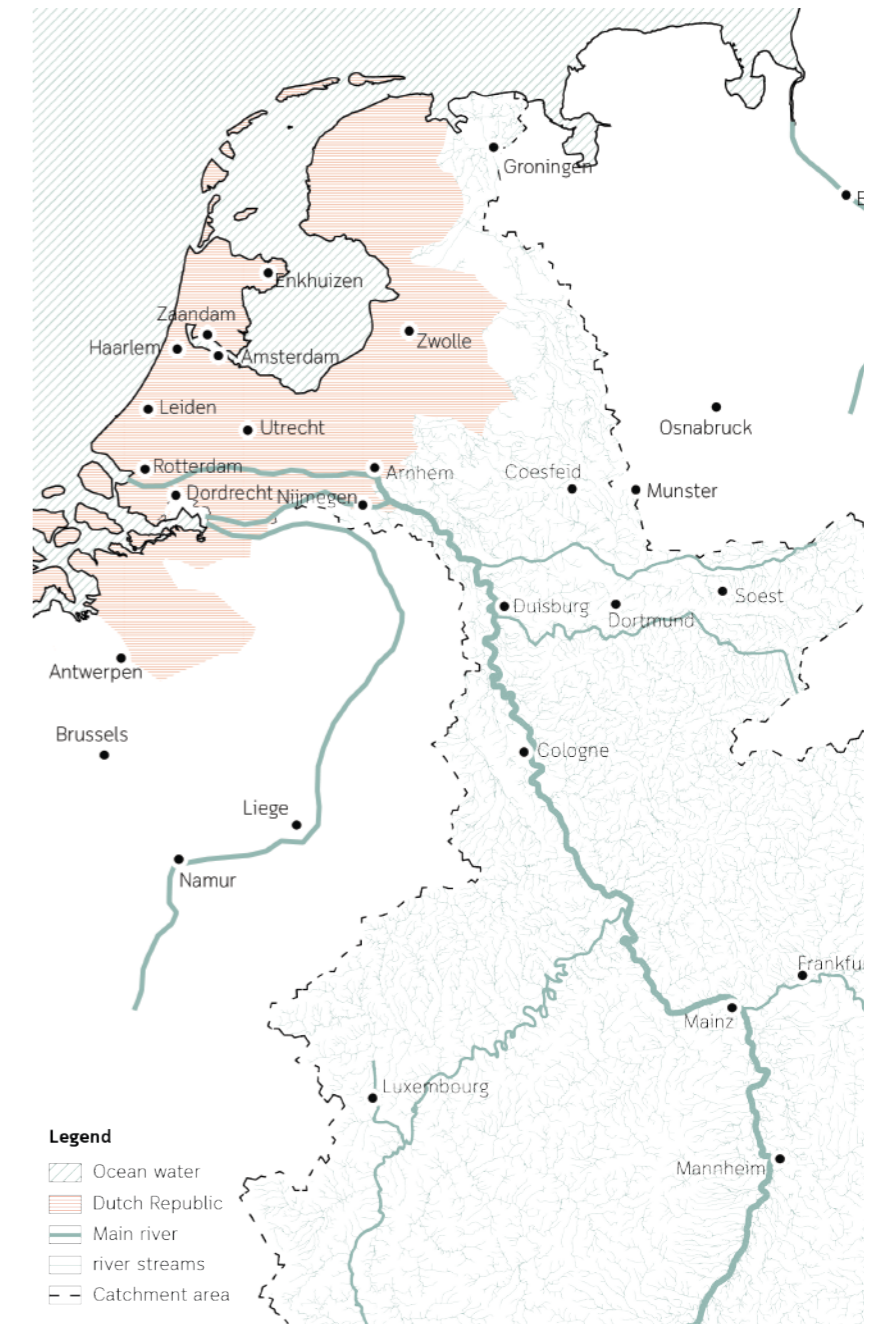 Groningen
Enkhuizen
Zaandam
Haarlem
Amsterdam
Zwolle
Leiden
Utrecht
Osnabruck
Rotterdam
Arnhem
Coesfeid
Dordrecht
Nijmegen
Munster
Duisburg
Dortmund
Soest
Antwerpen
Brussels
Cologne
Liege
Namur
Frankfu
Mainz
Luxembourg
Mannheim
Legend
Ocean water
Dutch Republic
Main river
river streams
Catchment area